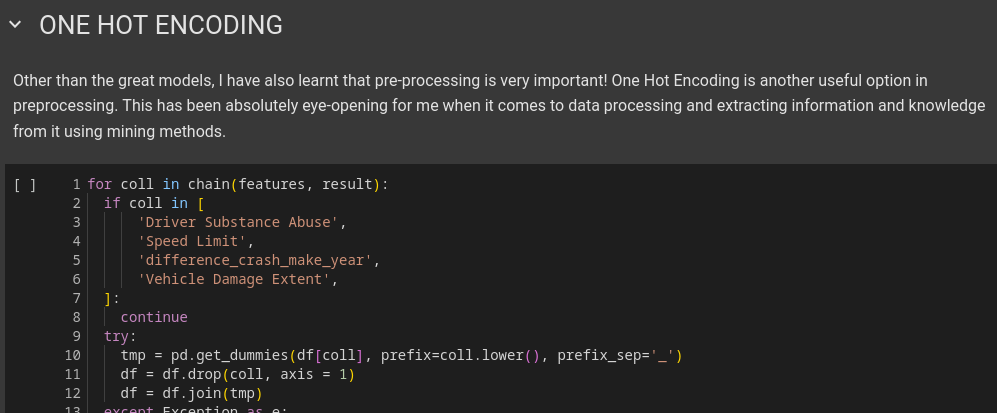 ONE HOT ENCODING
Other than the great models, I have also learnt that pre-processing is very important! One Hot Encoding is another useful option in
preprocessing. This has been absolutely eye-opening for me when it comes to data processing and extracting information and knowledge
from it using mining methods.
[ ] 1 for coll in chain(features, result):
2 if coll in [
3 'Driver Substance Abuse',
4 'Speed Limit',
5 'difference_crash_make_year',
6 'Vehicle Damage Extent',
7 ]:
8 continue
9 try:
10 tmp = pd.get_dummies(df[coll], prefix=coll.lower(), prefix_sep='_')
11 df = df.drop(coll, axis = 1)
12 df = df.join(tmp)
13 except Exception as e: